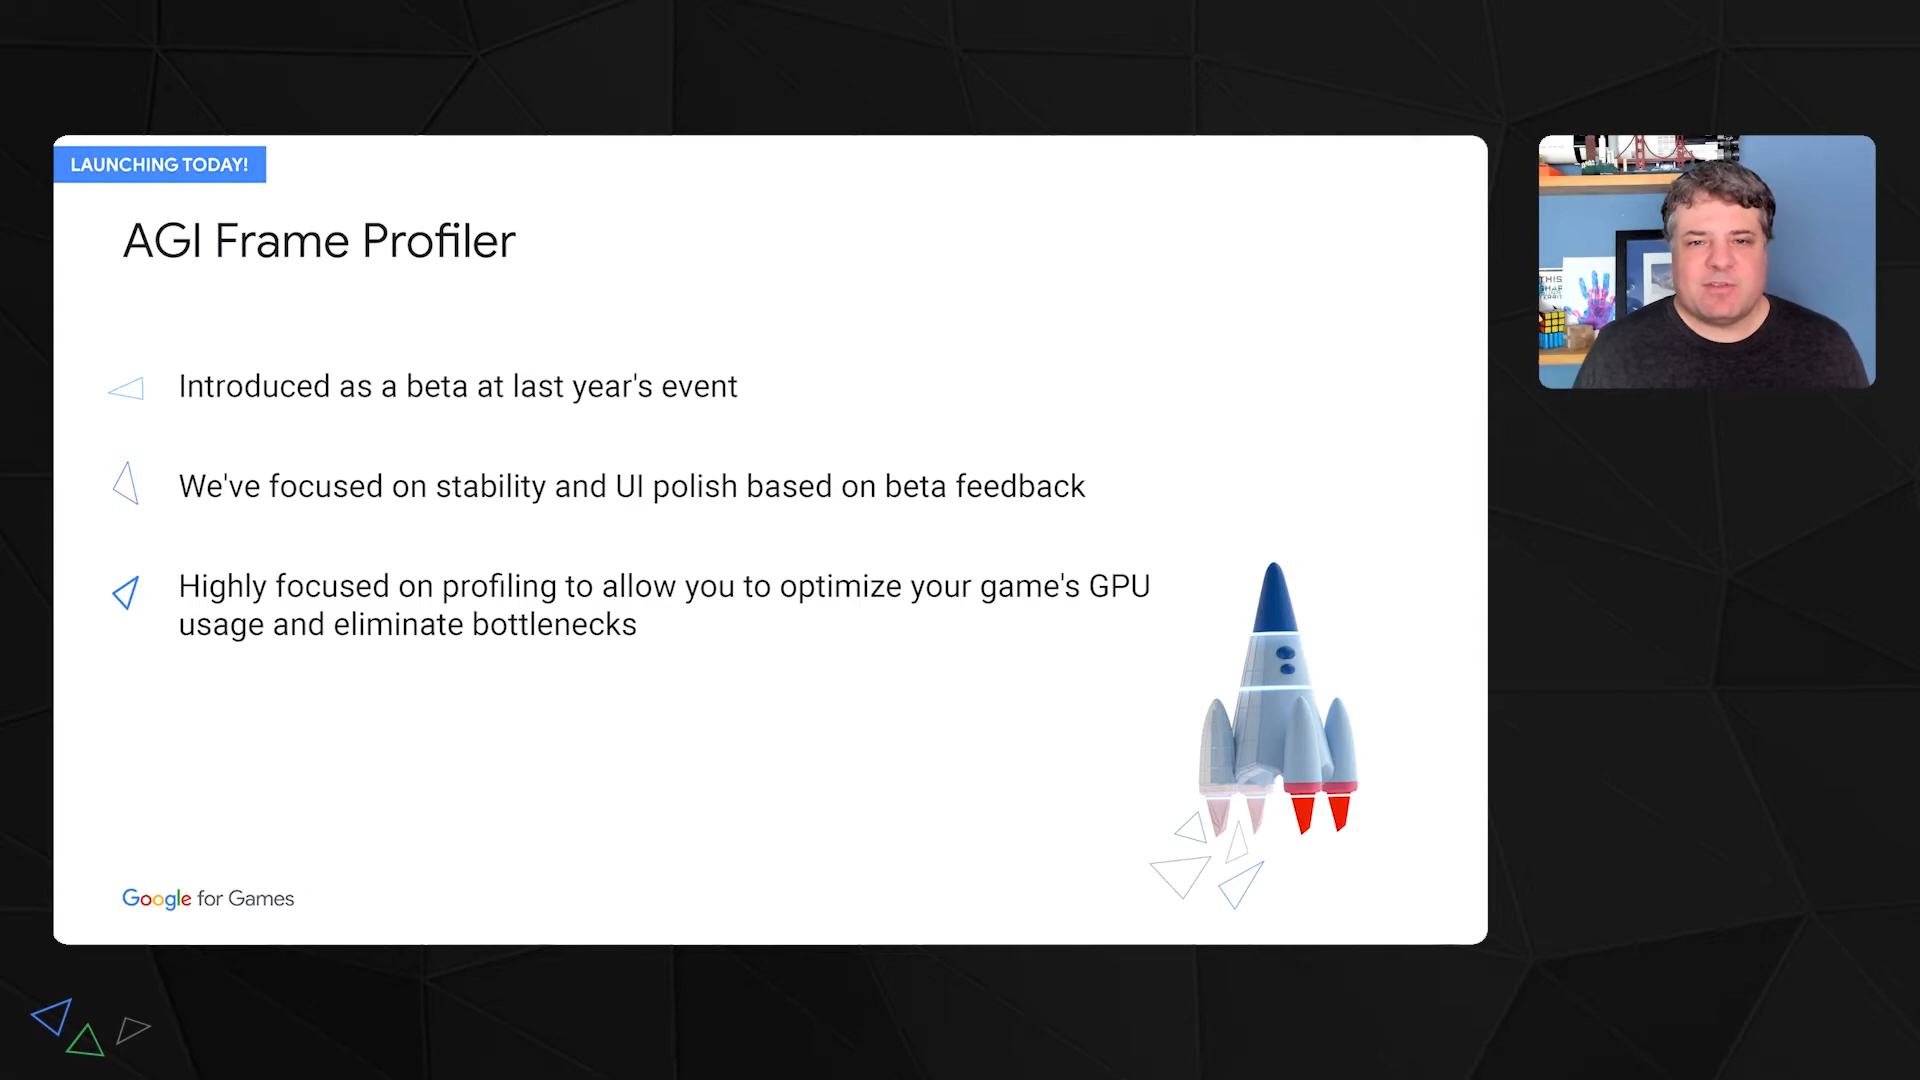 LAUNCHING TODAY!
AGI Frame Profiler
Introduced as a beta at last year's event
We've focused on stability and UI polish based on beta feedback
Highly focused on profiling to allow you to optimize your game's GPU
usage and eliminate bottlenecks
Google for Games
THIS